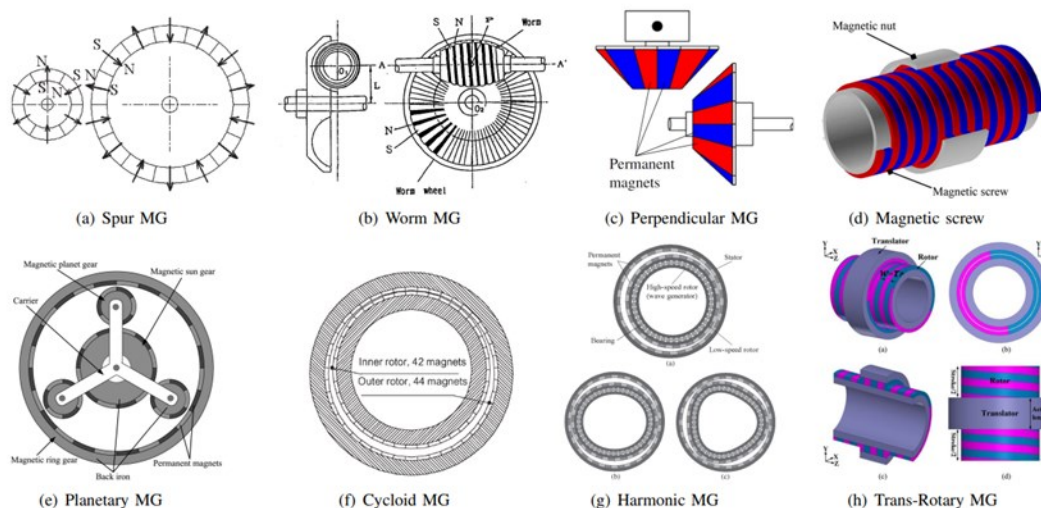 S
N
N
S
N
S
S
N
(a) Spur MG
S
N
P
Worm
A
A'
O₁
L
O₂
N
S
Worm wheel
(b) Worm MG
Permanent
magnets
(c) Perpendicular MG
Magnetic nut
Magnetic screw
(d) Magnetic screw
Magnetic planet gear
Magnetic sun gear
Carrier
Magnetic ring gear
Back iron
Permanent magnets
(e) Planetary MG
Inner rotor, 42 magnets
Outer rotor, 44 magnets
(f) Cycloid MG
Permanent
magnets
Stator
High-speed rotor
(wave generator)
Bearing
Low-speed rotor
(a)
(b)
(c)
(g) Harmonic MG
Translator
Rotor
(a)
(b)
Rotor
Translator
(c)
(d)
(h) Trans-Rotary MG